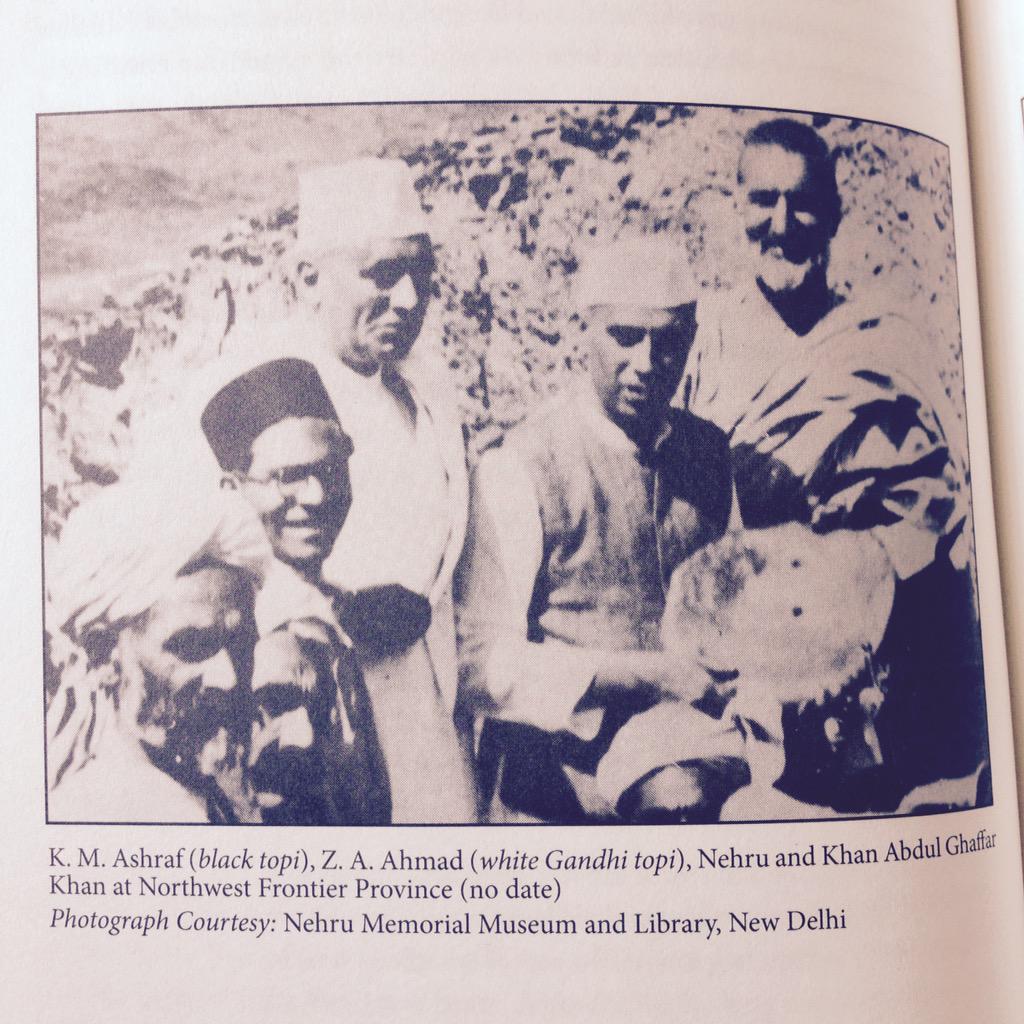 K. M. Ashraf (black topi), Z. A. Ahmad (white Gandhi topi), Nehru and Khan Abdul Ghaffar
Khan at Northwest Frontier Province (no date)
Photograph Courtesy: Nehru Memorial Museum and Library, New Delhi